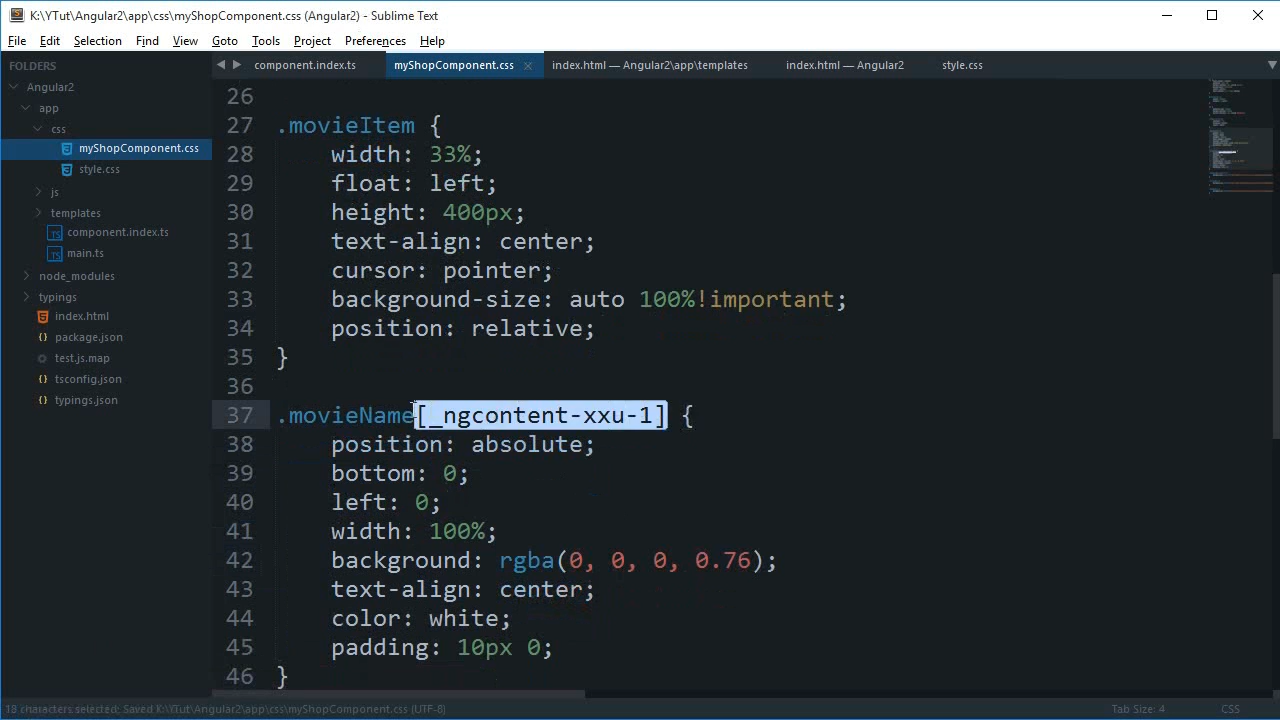 K:\YTut\Angular2\app\css\myShopComponent.css (Angular2) - Sublime Text
File Edit Selection Find View Goto Tools Project Preferences Help
FOLDERS
Angular2
app
css
myShopComponent.css
style.css
js
templates
component.index.ts
main.ts
node_modules
typings
index.html
package.json
test.js.map
tsconfig.json
typings.json
component.index.ts myShopComponent.css index.html — Angular2\app\templates index.html — Angular2 style.css
26
27 .movieItem {
28 width: 33%;
29 float: left;
30 height: 400px;
31 text-align: center;
32 cursor: pointer;
33 background-size: auto 100%!important;
34 position: relative;
35 }
36
37 .movieName[_ngcontent-xxu-1] {
38 position: absolute;
39 bottom: 0;
40 left: 0;
41 width: 100%;
42 background: rgba(0, 0, 0, 0.76);
43 text-align: center;
44 color: white;
45 padding: 10px 0;
46 }
18 characters selected; Saved K:\YTut\Angular2\app\css\myShopComponent.css (UTF-8) Tab Size: 4 CSS